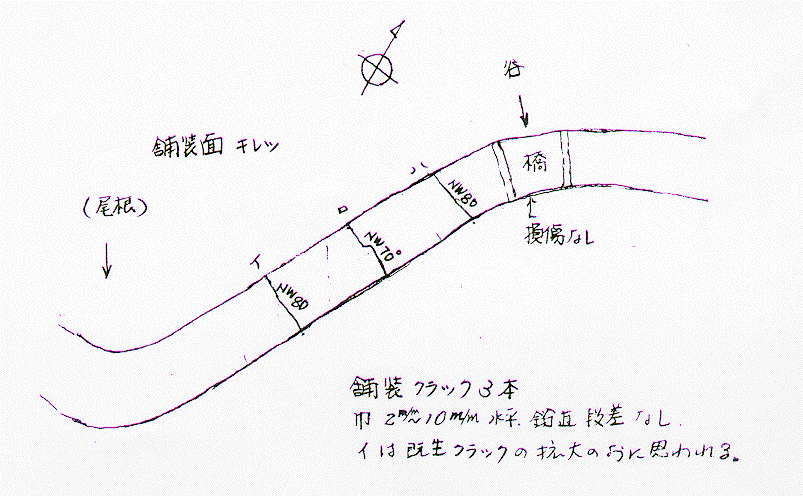 谷
舗装面 キレツ
橋
ハ
NW80
(尾根)
ロ
NW70°
損傷なし
イ
NW80
舗装クラック3本
巾 2m/m~10m/m 水平、鉛直 段差なし
イは既生クラックの拡大のように思われる。